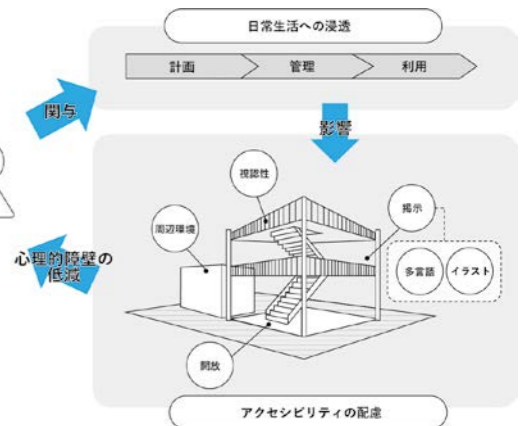 日常生活への浸透
計画
管理
利用
関与
影響
視認性
掲示
周辺環境
多言語
イラスト
心理的障壁の
低減
開放
アクセシビリティの配慮